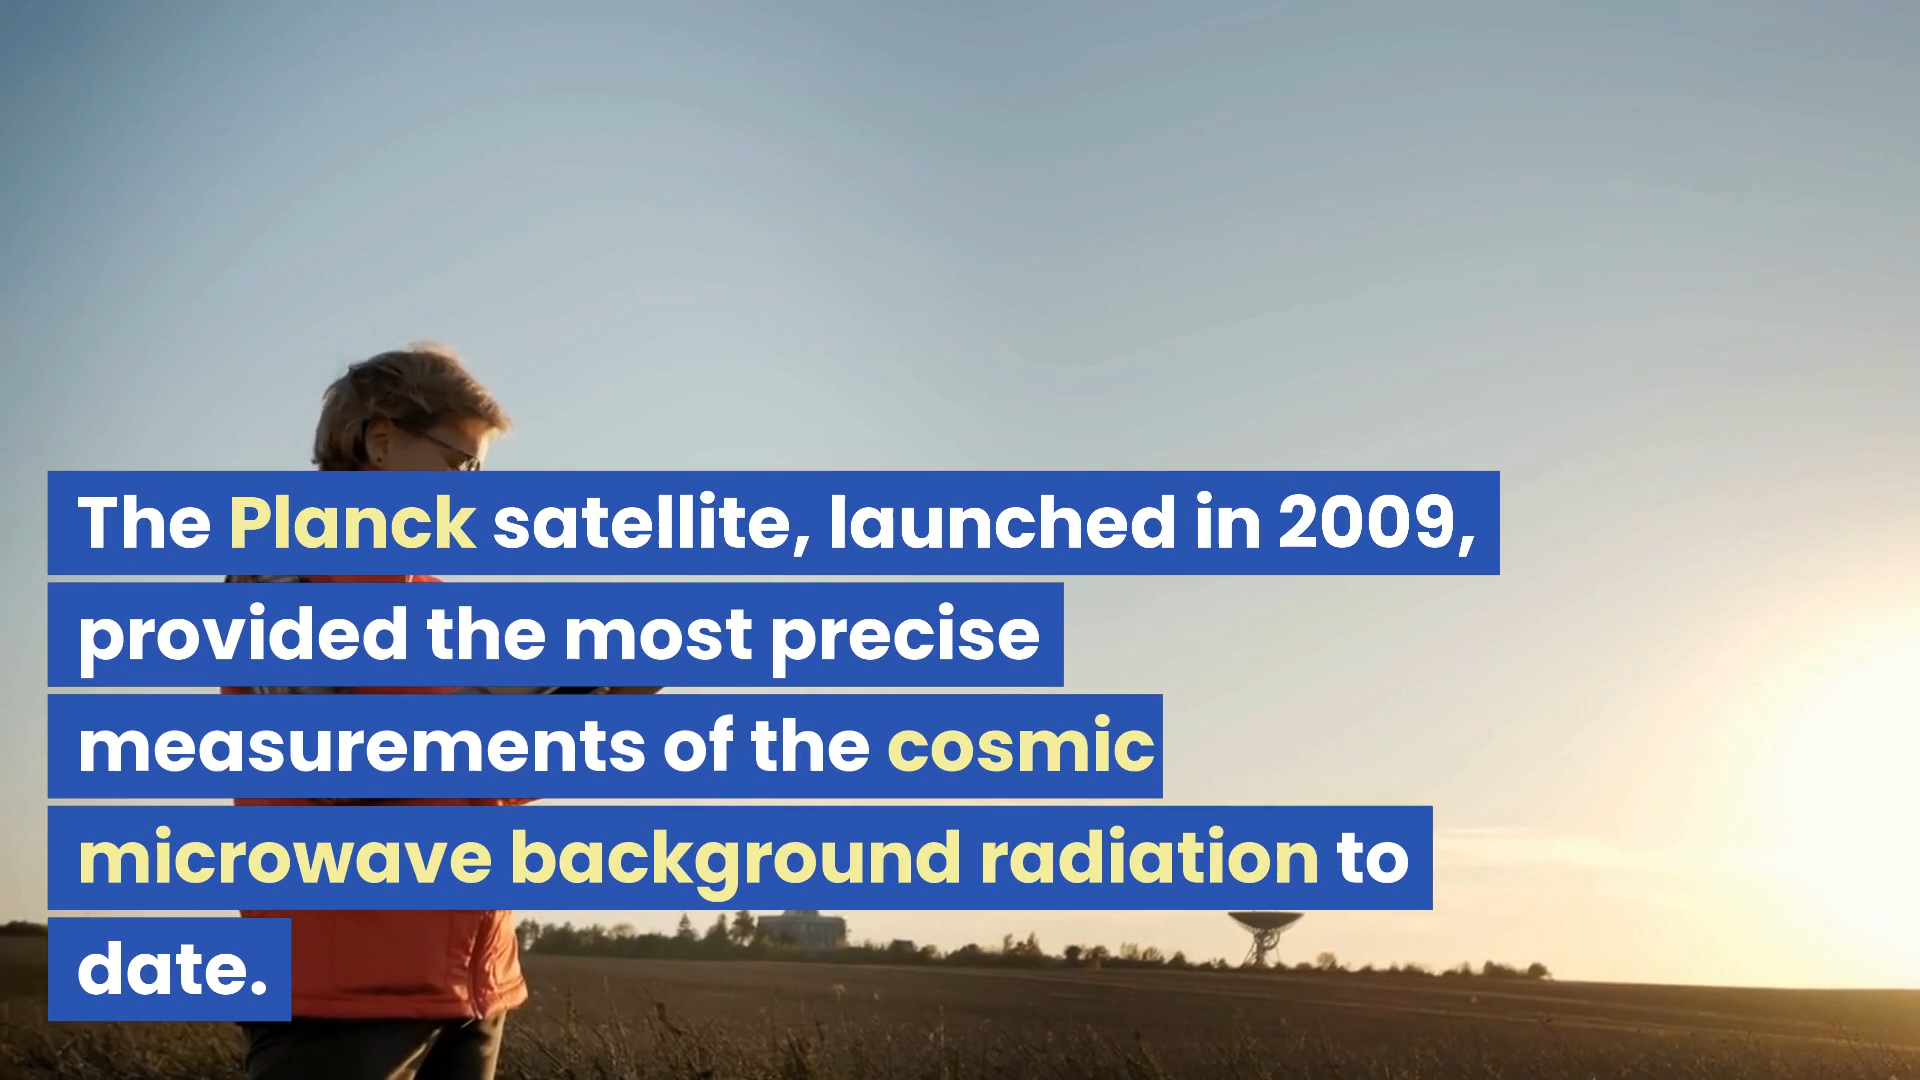 The Planck satellite, launched in 2009,
provided the most precise
measurements of the cosmic
microwave background radiation to
date.